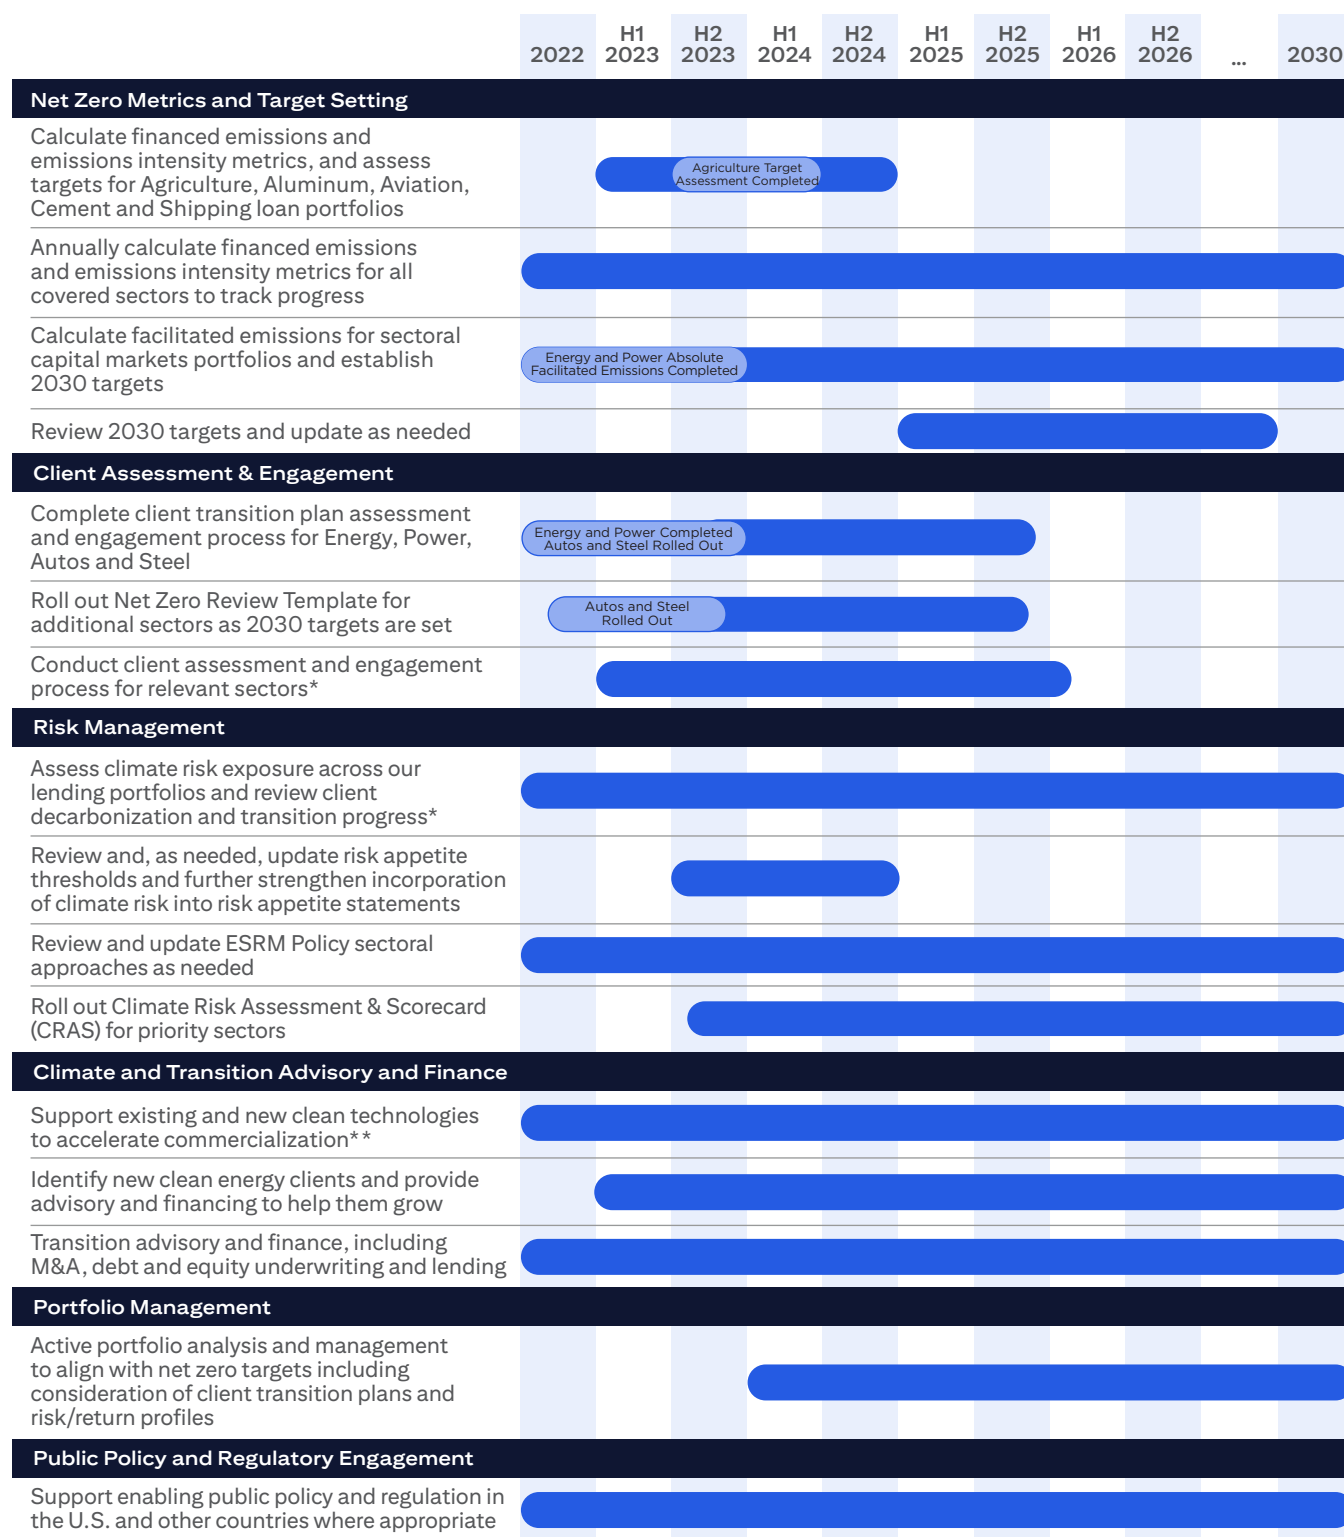 2022
H1
2023
H2
2023
H1
2024
H2
2024
H1
2025
H2
2025
H1
2026
H2
2026
...
2030
Net Zero Metrics and Target Setting
Calculate financed emissions and
emissions intensity metrics, and assess
targets for Agriculture, Aluminum, Aviation,
Cement and Shipping loan portfolios
Agriculture Target
Assessment Completed
Annually calculate financed emissions
and emissions intensity metrics for all
covered sectors to track progress
Calculate facilitated emissions for sectoral
capital markets portfolios and establish
2030 targets
Energy and Power Absolute
Facilitated Emissions Completed
Review 2030 targets and update as needed
Client Assessment & Engagement
Complete client transition plan assessment
and engagement process for Energy, Power,
Autos and Steel
Energy and Power Completed
Autos and Steel Rolled Out
Roll out Net Zero Review Template for
additional sectors as 2030 targets are set
Autos and Steel
Rolled Out
Conduct client assessment and engagement
process for relevant sectors*
Risk Management
Assess climate risk exposure across our
lending portfolios and review client
decarbonization and transition progress*
Review and, as needed, update risk appetite
thresholds and further strengthen incorporation
of climate risk into risk appetite statements
Review and update ESRM Policy sectoral
approaches as needed
Roll out Climate Risk Assessment & Scorecard
(CRAS) for priority sectors
Climate and Transition Advisory and Finance
Support existing and new clean technologies
to accelerate commercialization**
Identify new clean energy clients and provide
advisory and financing to help them grow
Transition advisory and finance, including
M&A, debt and equity underwriting and lending
Portfolio Management
Active portfolio analysis and management
to align with net zero targets including
consideration of client transition plans and
risk/return profiles
Public Policy and Regulatory Engagement
Support enabling public policy and regulation in
the U.S. and other countries where appropriate